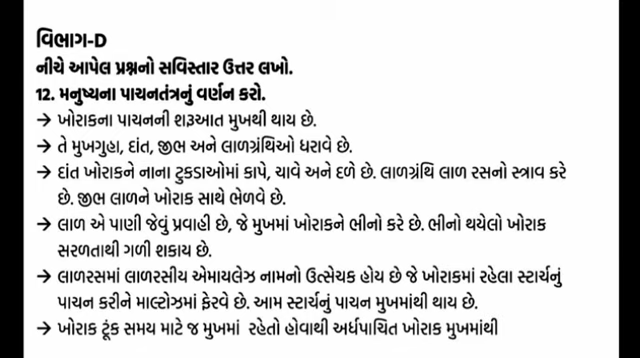 વિભાગ-D
નીચે આપેલ પ્રશ્નનો સવિસ્તાર ઉત્તર લખો.
12. મનુષ્યના પાચનતંત્રનું વર્ણન કરો.
→ ખોરાકના પાચનની શરૂઆત મુખથી થાય છે.
→ તે મુખગુહા, દાંત, જીભ અને લાળગ્રંથિઓ ધરાવે છે.
→ દાંત ખોરાકને નાના ટુકડાઓમાં કાપે, ચાવે અને દળે છે. લાળગ્રંથિ લાળ રસનો સ્ત્રાવ કરે
છે. જીભ લાળને ખોરાક સાથે ભેળવે છે.
→ લાળ એ પાણી જેવું પ્રવાહી છે, જે મુખમાં ખોરાકને ભીનો કરે છે. ભીનો થયેલો ખોરાક
સરળતાથી ગળી શકાય છે.
→ લાળરસમાં લાળરસીય એમાયલેઝ નામનો ઉત્સેચક હોય છે જે ખોરાકમાં રહેલા સ્ટાર્ચનું
પાચન કરીને માલ્ટોઝમાં ફેરવે છે. આમ સ્ટાર્ચનું પાચન મુખમાંથી થાય છે.
→ ખોરાક ટૂંક સમય માટે જ મુખમાં રહેતો હોવાથી અર્ધપાચિત ખોરાક મુખમાંથી